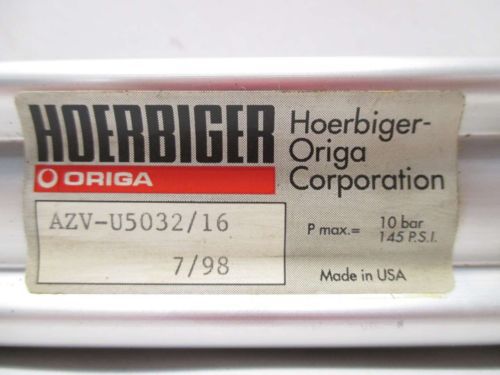 HOERBIGER
ORIGA
Hoerbiger-
Origa
Corporation
AZV-U5032/16
7/98
P max.= 10 bar
145 P.S.I.
Made in USA